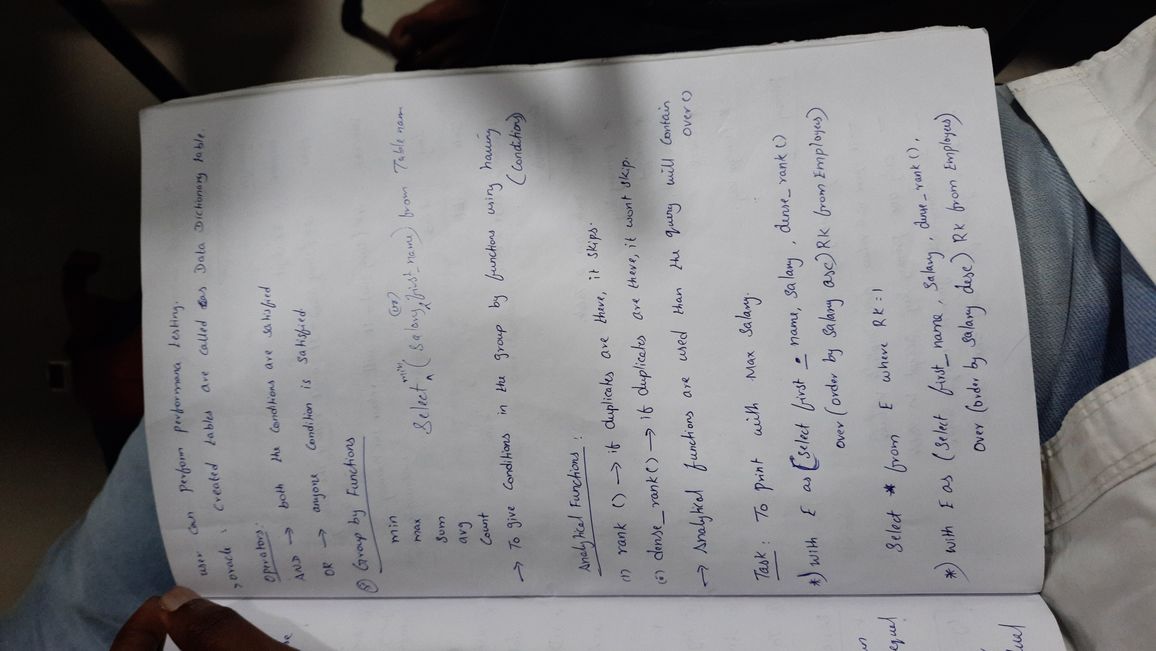 user can perform performana testing.
oracle : created tables are called as Data Dictionary table.
Operators:
AND → both the conditions are satisfied
OR → anyone condition is satisfied
Group by Functions
min
max
Sum
avg
Count
Select min (Salary (or) first_name) from Table name
→ To give conditions in the group by functions using having
(Condition)
Analytical Functions :
(i) rank () → if duplicates are there, it skips.
(ii) dense_rank() → if duplicates are there, it wont skip.
→ Analytical functions are used than the query will contain
over()
Task : To print with Max Salary.
*) with E as (Select first_name, Salary, dense_rank()
over (order by Salary asc) RK from Employees)
Select * from E where RK=1
*) with E as (Select first_name, Salary, dense_rank(),
over (order by Salary desc) RK from Employees)
equal